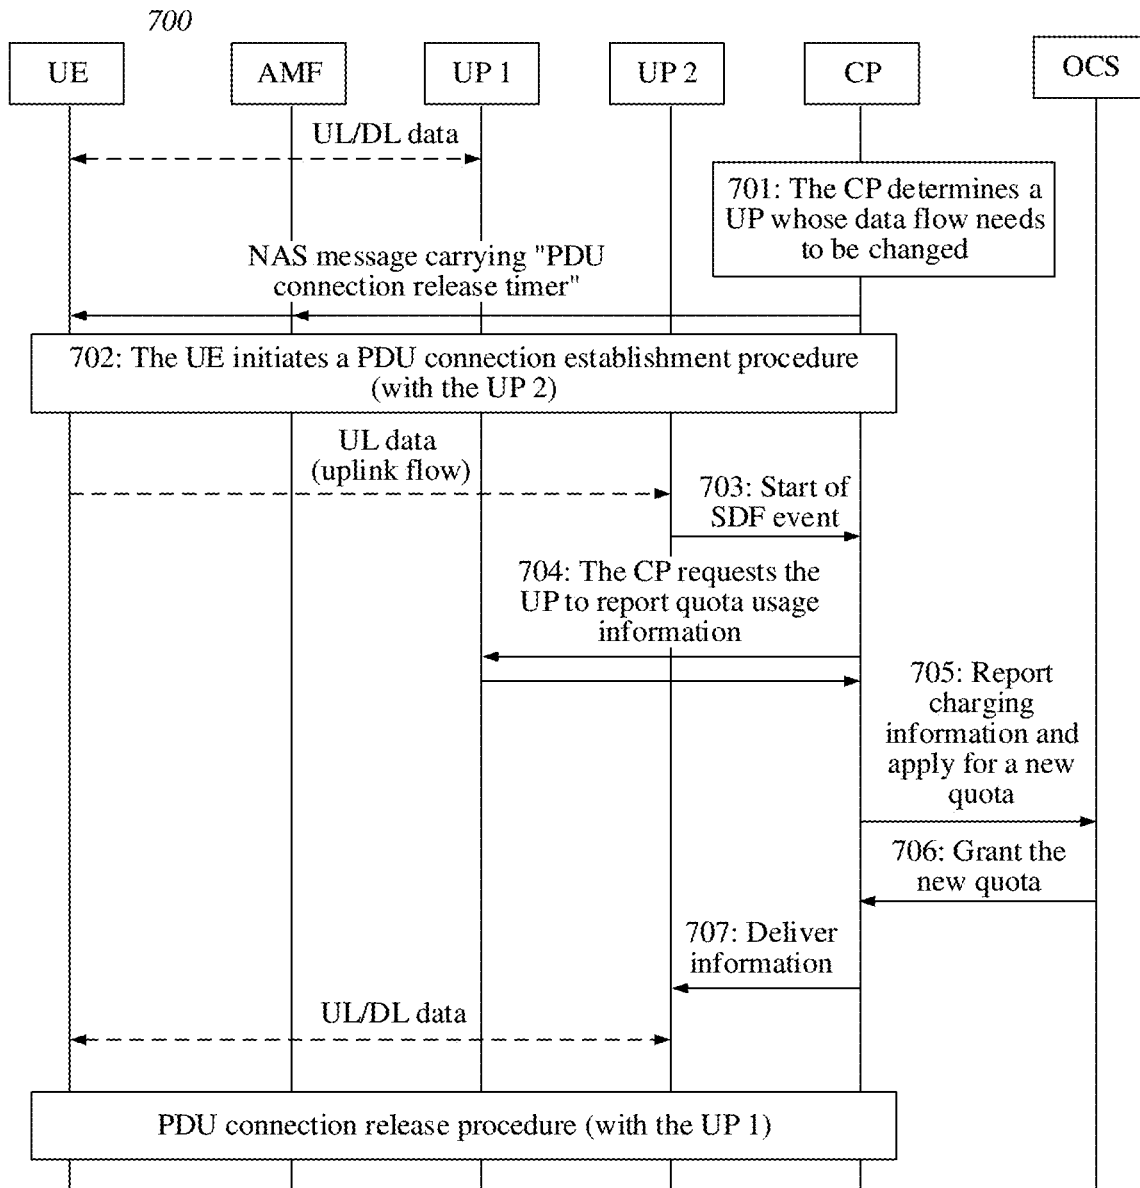 700
UE
AMF
UP 1
UP 2
CP
OCS
UL/DL data
701: The CP determines a
UP whose data flow needs
to be changed
NAS message carrying "PDU
connection release timer"
702: The UE initiates a PDU connection establishment procedure
(with the UP 2)
UL data
(uplink flow)
703: Start of
SDF event
704: The CP requests the
UP to report quota usage
information
705: Report
charging
information and
apply for a new
quota
706: Grant the
new quota
707: Deliver
information
UL/DL data
PDU connection release procedure (with the UP 1)